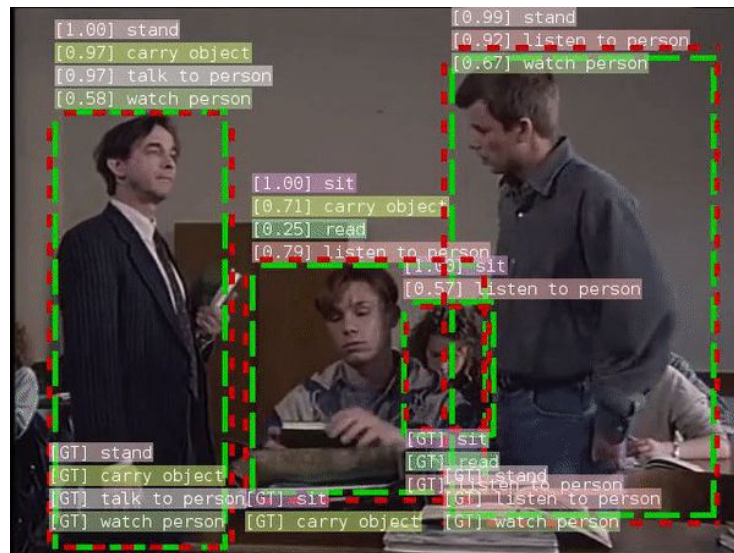 [1.00] stand
[0.97] carry object
[0.97] talk to person
[0.58] watch person
[0.99] stand
[0.92] listen to person
[0.67] watch person
[1.00] sit
[0.71] carry object
[0.25] read
[0.79] listen to person
[1.00] sit
[0.57] listen to person
[GT] stand
[GT] carry object
[GT] talk to person
[GT] watch person
[GT] sit
[GT] carry object
[GT] sit
[GT] read
[GT] listen to person
[GT] stand
[GT] listen to person
[GT] watch person